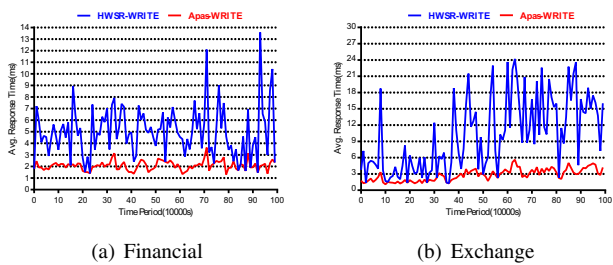 HWSR-WRITE Apas-WRITE
Avg. Response Time(ms)
14
13
12
11
10
9
8
7
6
5
4
3
2
1
0
0 10 20 30 40 50 60 70 80 90 100
Time Period(10000s)
(a) Financial
HWSR-WRITE Apas-WRITE
Avg. Response Time(ms)
30
27
24
21
18
15
12
9
6
3
0
0 10 20 30 40 50 60 70 80 90 100
Time Period(10000s)
(b) Exchange